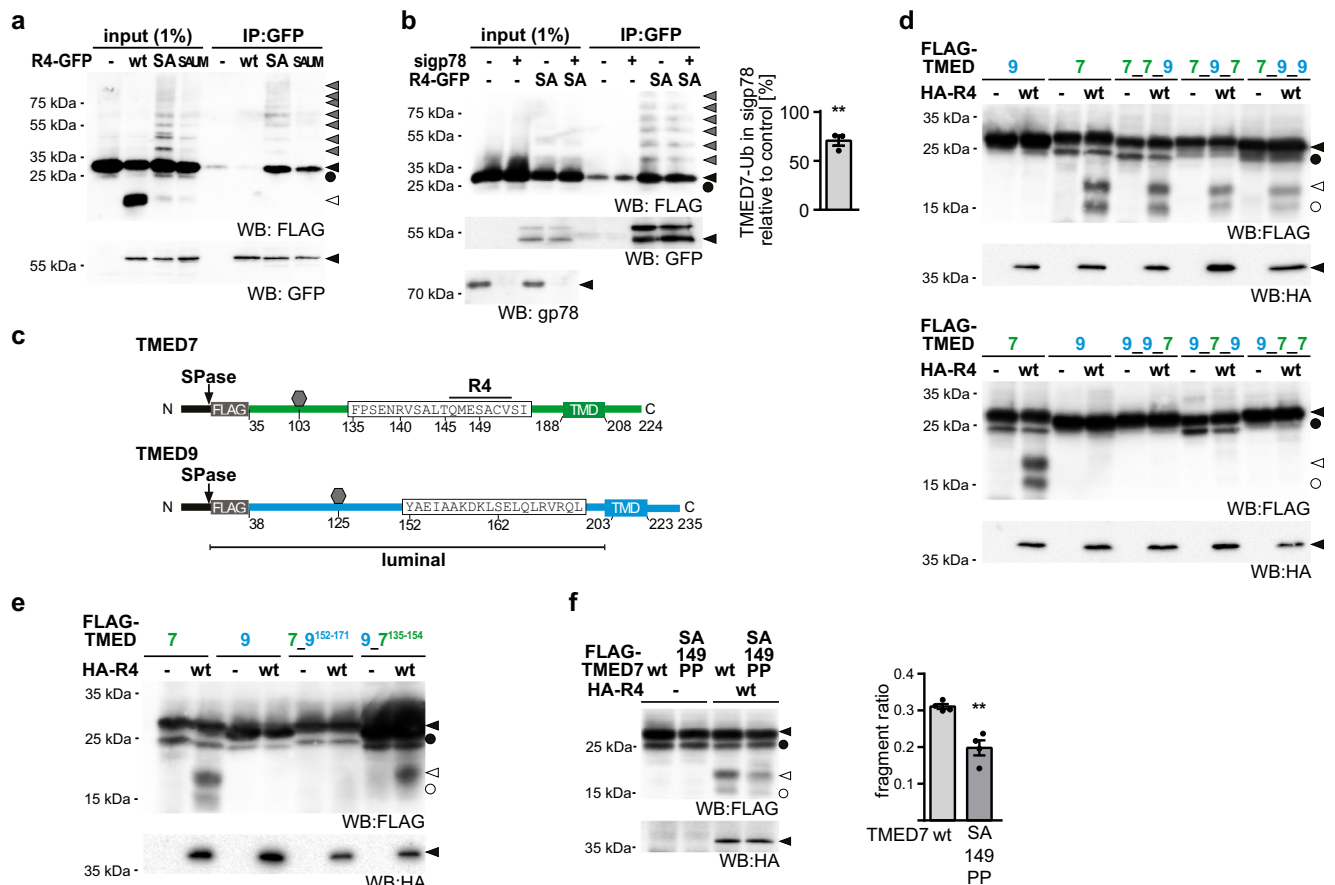 a
input (1%) IP:GFP
R4-GFP - wt SA SAUM - wt SA SAUM
75 kDa -
55 kDa -
35 kDa -
25 kDa -
WB: FLAG
55 kDa -
WB: GFP
b
input (1%) IP:GFP
sigp78 - + - + - + - +
R4-GFP - - SA SA - - SA SA
75 kDa -
55 kDa -
35 kDa -
25 kDa -
WB: FLAG
55 kDa -
WB: GFP
70 kDa -
WB: gp78
TMED7-Ub in sigp78
relative to control [%]
100
50
0
**
c
TMED7
SPase
R4
N FLAG FPSENRVSALTQMESACVSI TMD C
35 103 135 140 145 149 188 208 224
TMED9
SPase
N FLAG YAEIAAKDKLSELQLRVRQL TMD C
38 125 152 162 203 223 235
luminal
d
FLAG-
TMED 9 7 7_7_9 7_9_7 7_9_9
HA-R4 - wt - wt - wt - wt - wt
35 kDa -
25 kDa -
15 kDa -
WB:FLAG
35 kDa -
WB:HA
FLAG-
TMED 7 9 9_9_7 9_7_9 9_7_7
HA-R4 - wt - wt - wt - wt - wt
35 kDa -
25 kDa -
15 kDa -
WB:FLAG
35 kDa -
WB:HA
e
FLAG-
TMED 7 9 7_9152-171 9_7135-154
HA-R4 - wt - wt - wt - wt
35 kDa -
25 kDa -
15 kDa -
WB:FLAG
35 kDa -
WB:HA
f
SA SA
FLAG- 149 149
TMED7 wt PP wt PP
HA-R4 - wt
35 kDa -
25 kDa -
15 kDa -
WB:FLAG
35 kDa -
WB:HA
fragment ratio
0.4
0.3
0.2
0.1
**
TMED7 wt SA
149
PP